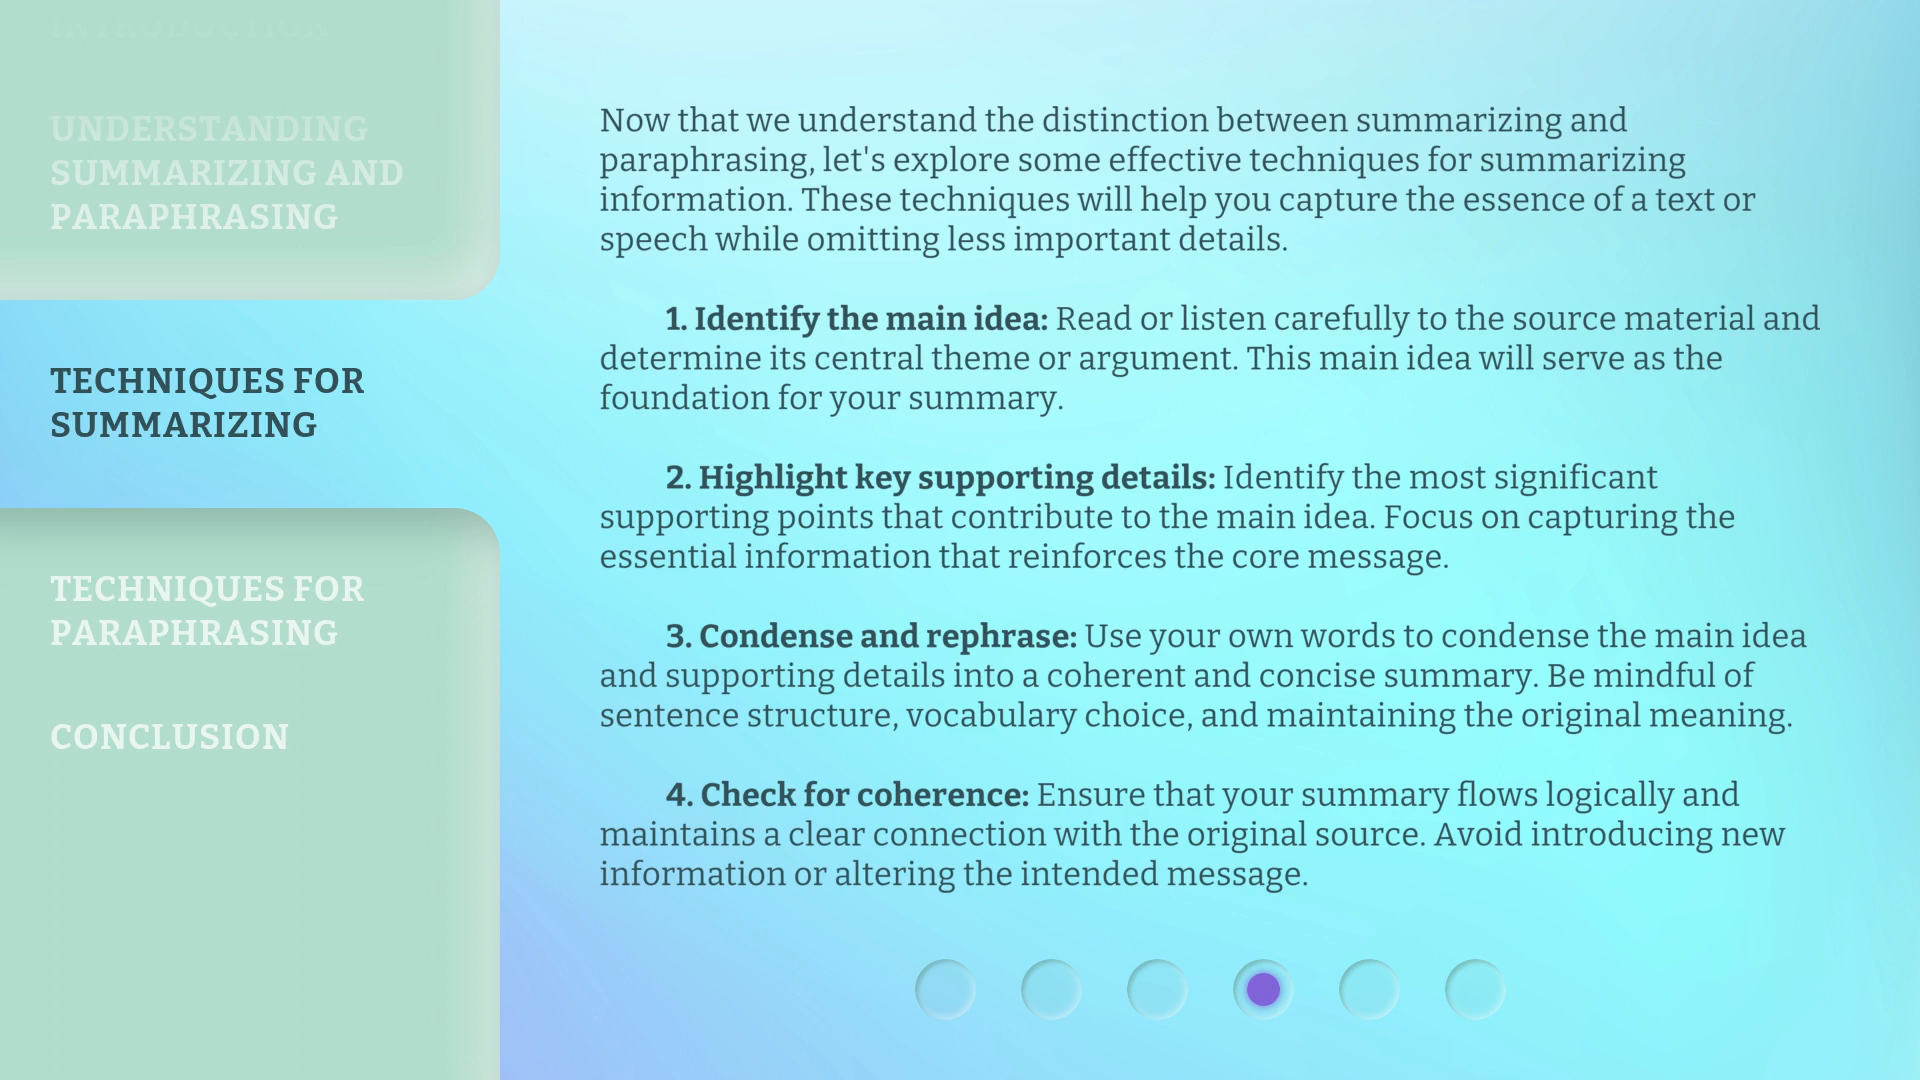 INTRODUCTION
UNDERSTANDING
SUMMARIZING AND
PARAPHRASING
TECHNIQUES FOR
SUMMARIZING
TECHNIQUES FOR
PARAPHRASING
CONCLUSION
Now that we understand the distinction between summarizing and
paraphrasing, let's explore some effective techniques for summarizing
information. These techniques will help you capture the essence of a text or
speech while omitting less important details.
1. Identify the main idea: Read or listen carefully to the source material and
determine its central theme or argument. This main idea will serve as the
foundation for your summary.
2. Highlight key supporting details: Identify the most significant
supporting points that contribute to the main idea. Focus on capturing the
essential information that reinforces the core message.
3. Condense and rephrase: Use your own words to condense the main idea
and supporting details into a coherent and concise summary. Be mindful of
sentence structure, vocabulary choice, and maintaining the original meaning.
4. Check for coherence: Ensure that your summary flows logically and
maintains a clear connection with the original source. Avoid introducing new
information or altering the intended message.